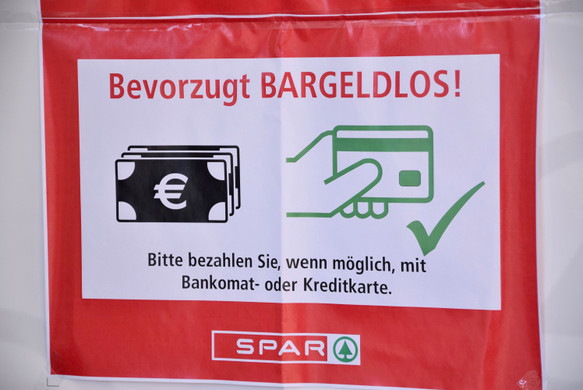 Bevorzugt BARGELDLOS!
€
Bitte bezahlen Sie, wenn möglich, mit
Bankomat- oder Kreditkarte.
SPAR